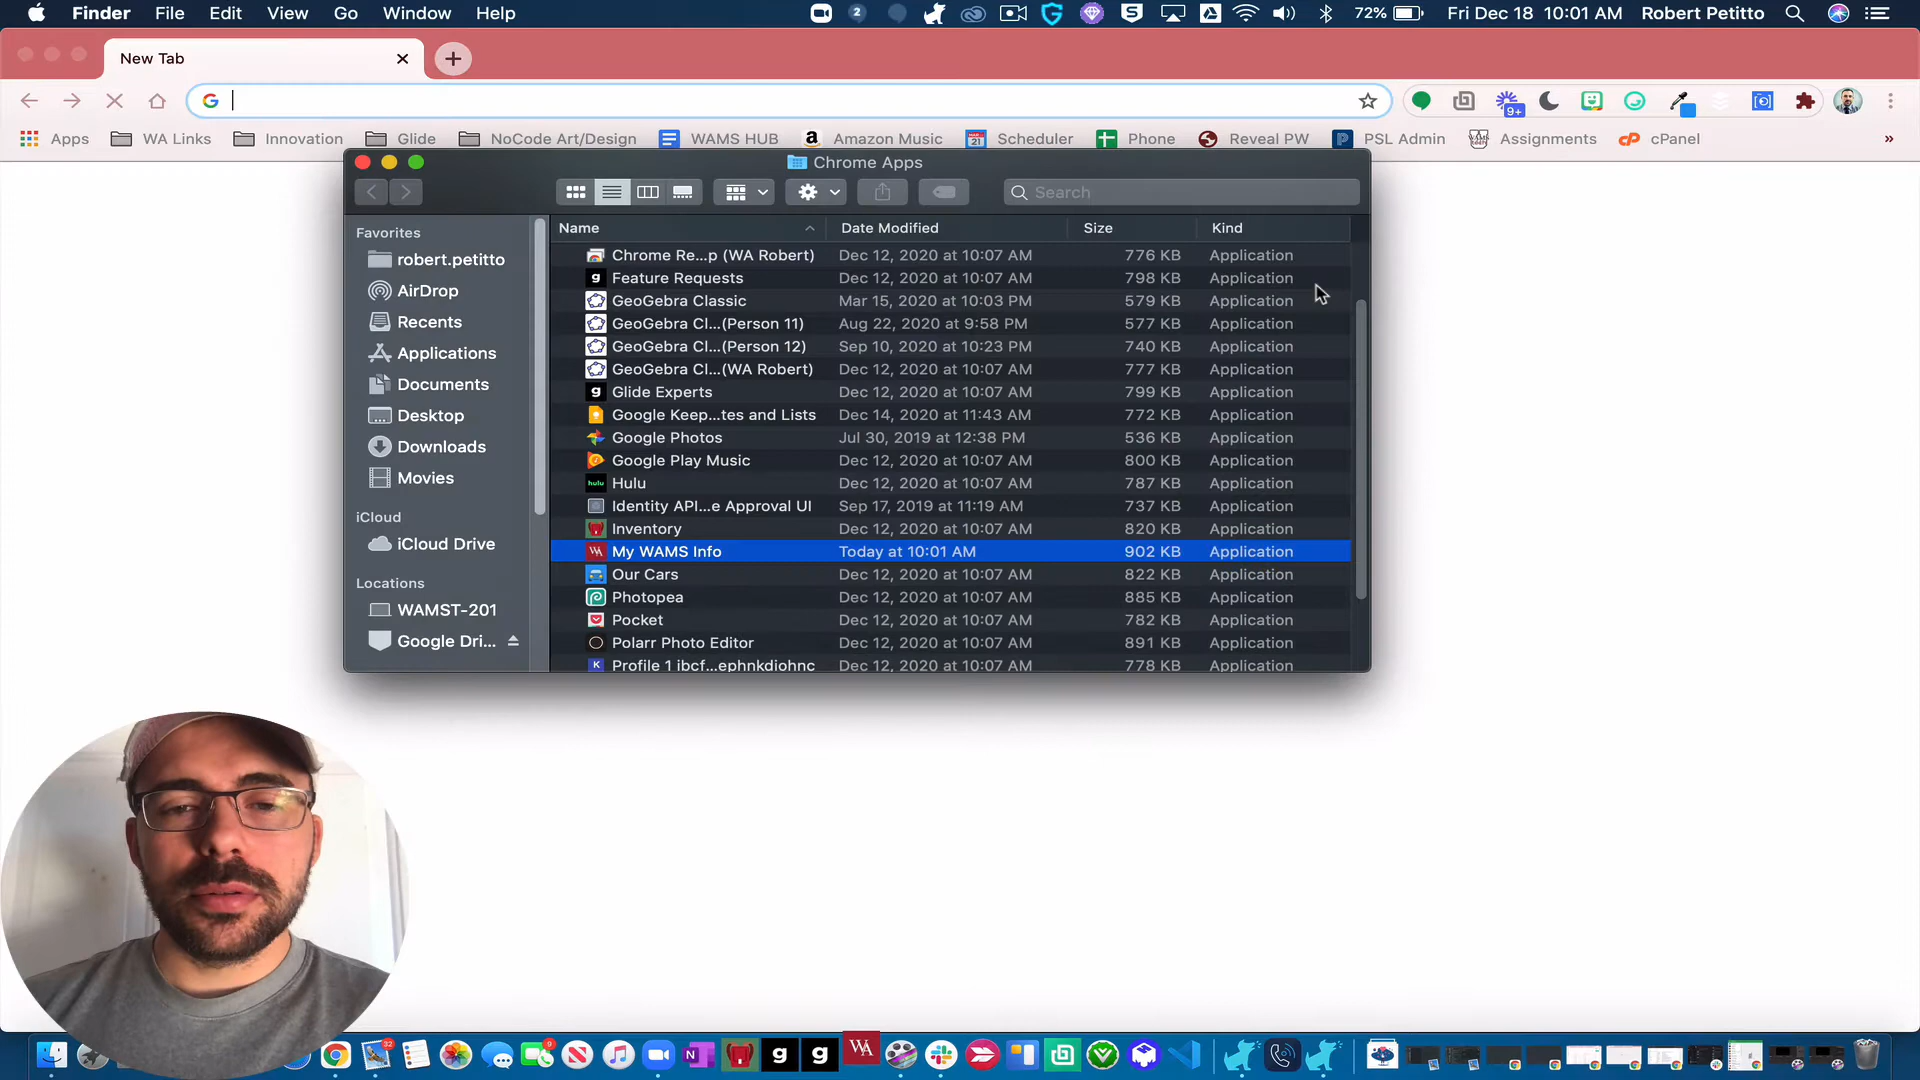 Finder File Edit View Go Window Help 2 72% Fri Dec 18 10:01 AM Robert Petitto
New Tab
G
9+
Apps WA Links Innovation Glide NoCode Art/Design WAMS HUB Amazon Music Scheduler Phone Reveal PW PSL Admin Assignments cPanel »
Chrome Apps
Search
Favorites
robert.petitto
AirDrop
Recents
Applications
Documents
Desktop
Downloads
Movies
iCloud
iCloud Drive
Locations
WAMST-201
Google Dri...
Name Date Modified Size Kind
Chrome Re...p (WA Robert) Dec 12, 2020 at 10:07 AM 776 KB Application
Feature Requests Dec 12, 2020 at 10:07 AM 798 KB Application
GeoGebra Classic Mar 15, 2020 at 10:03 PM 579 KB Application
GeoGebra Cl...(Person 11) Aug 22, 2020 at 9:58 PM 577 KB Application
GeoGebra Cl...(Person 12) Sep 10, 2020 at 10:23 PM 740 KB Application
GeoGebra Cl...(WA Robert) Dec 12, 2020 at 10:07 AM 777 KB Application
Glide Experts Dec 12, 2020 at 10:07 AM 799 KB Application
Google Keep...tes and Lists Dec 14, 2020 at 11:43 AM 772 KB Application
Google Photos Jul 30, 2019 at 12:38 PM 536 KB Application
Google Play Music Dec 12, 2020 at 10:07 AM 800 KB Application
hulu Hulu Dec 12, 2020 at 10:07 AM 787 KB Application
Identity API...e Approval UI Sep 17, 2019 at 11:19 AM 737 KB Application
Inventory Dec 12, 2020 at 10:07 AM 820 KB Application
WA My WAMS Info Today at 10:01 AM 902 KB Application
Our Cars Dec 12, 2020 at 10:07 AM 822 KB Application
Photopea Dec 12, 2020 at 10:07 AM 885 KB Application
Pocket Dec 12, 2020 at 10:07 AM 782 KB Application
Polarr Photo Editor Dec 12, 2020 at 10:07 AM 891 KB Application
K Profile 1 ibcf...ephnkdiohnc Dec 12, 2020 at 10:07 AM 778 KB Application
32 9 N g g WA